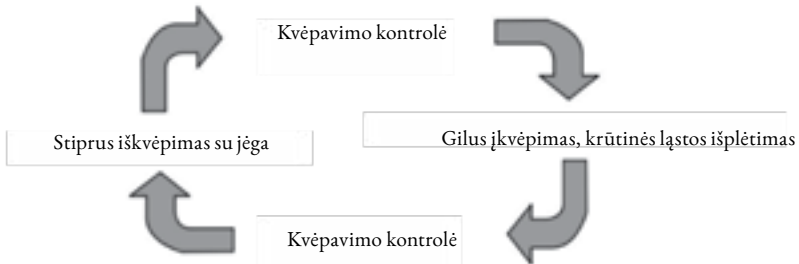 Kvėpavimo kontrolė
Stiprus iškvėpimas su jėga
Gilus įkvėpimas, krūtinės ląstos išplėtimas
Kvėpavimo kontrolė